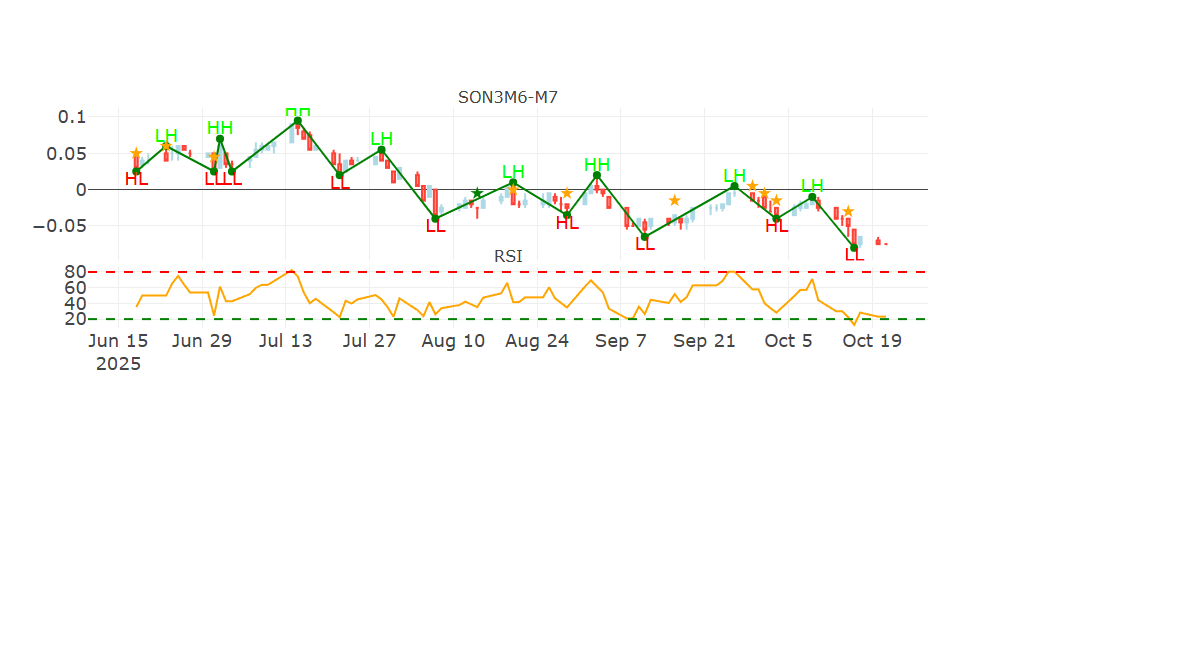 SON3M6-M7
0.1
0.05
0
−0.05
HL
LH
LL
HH
LL
HH
LL
LH
LL
LH
HL
HH
LL
LH
HL
LH
LL
RSI
80
60
40
20
Jun 15
2025
Jun 29
Jul 13
Jul 27
Aug 10
Aug 24
Sep 7
Sep 21
Oct 5
Oct 19